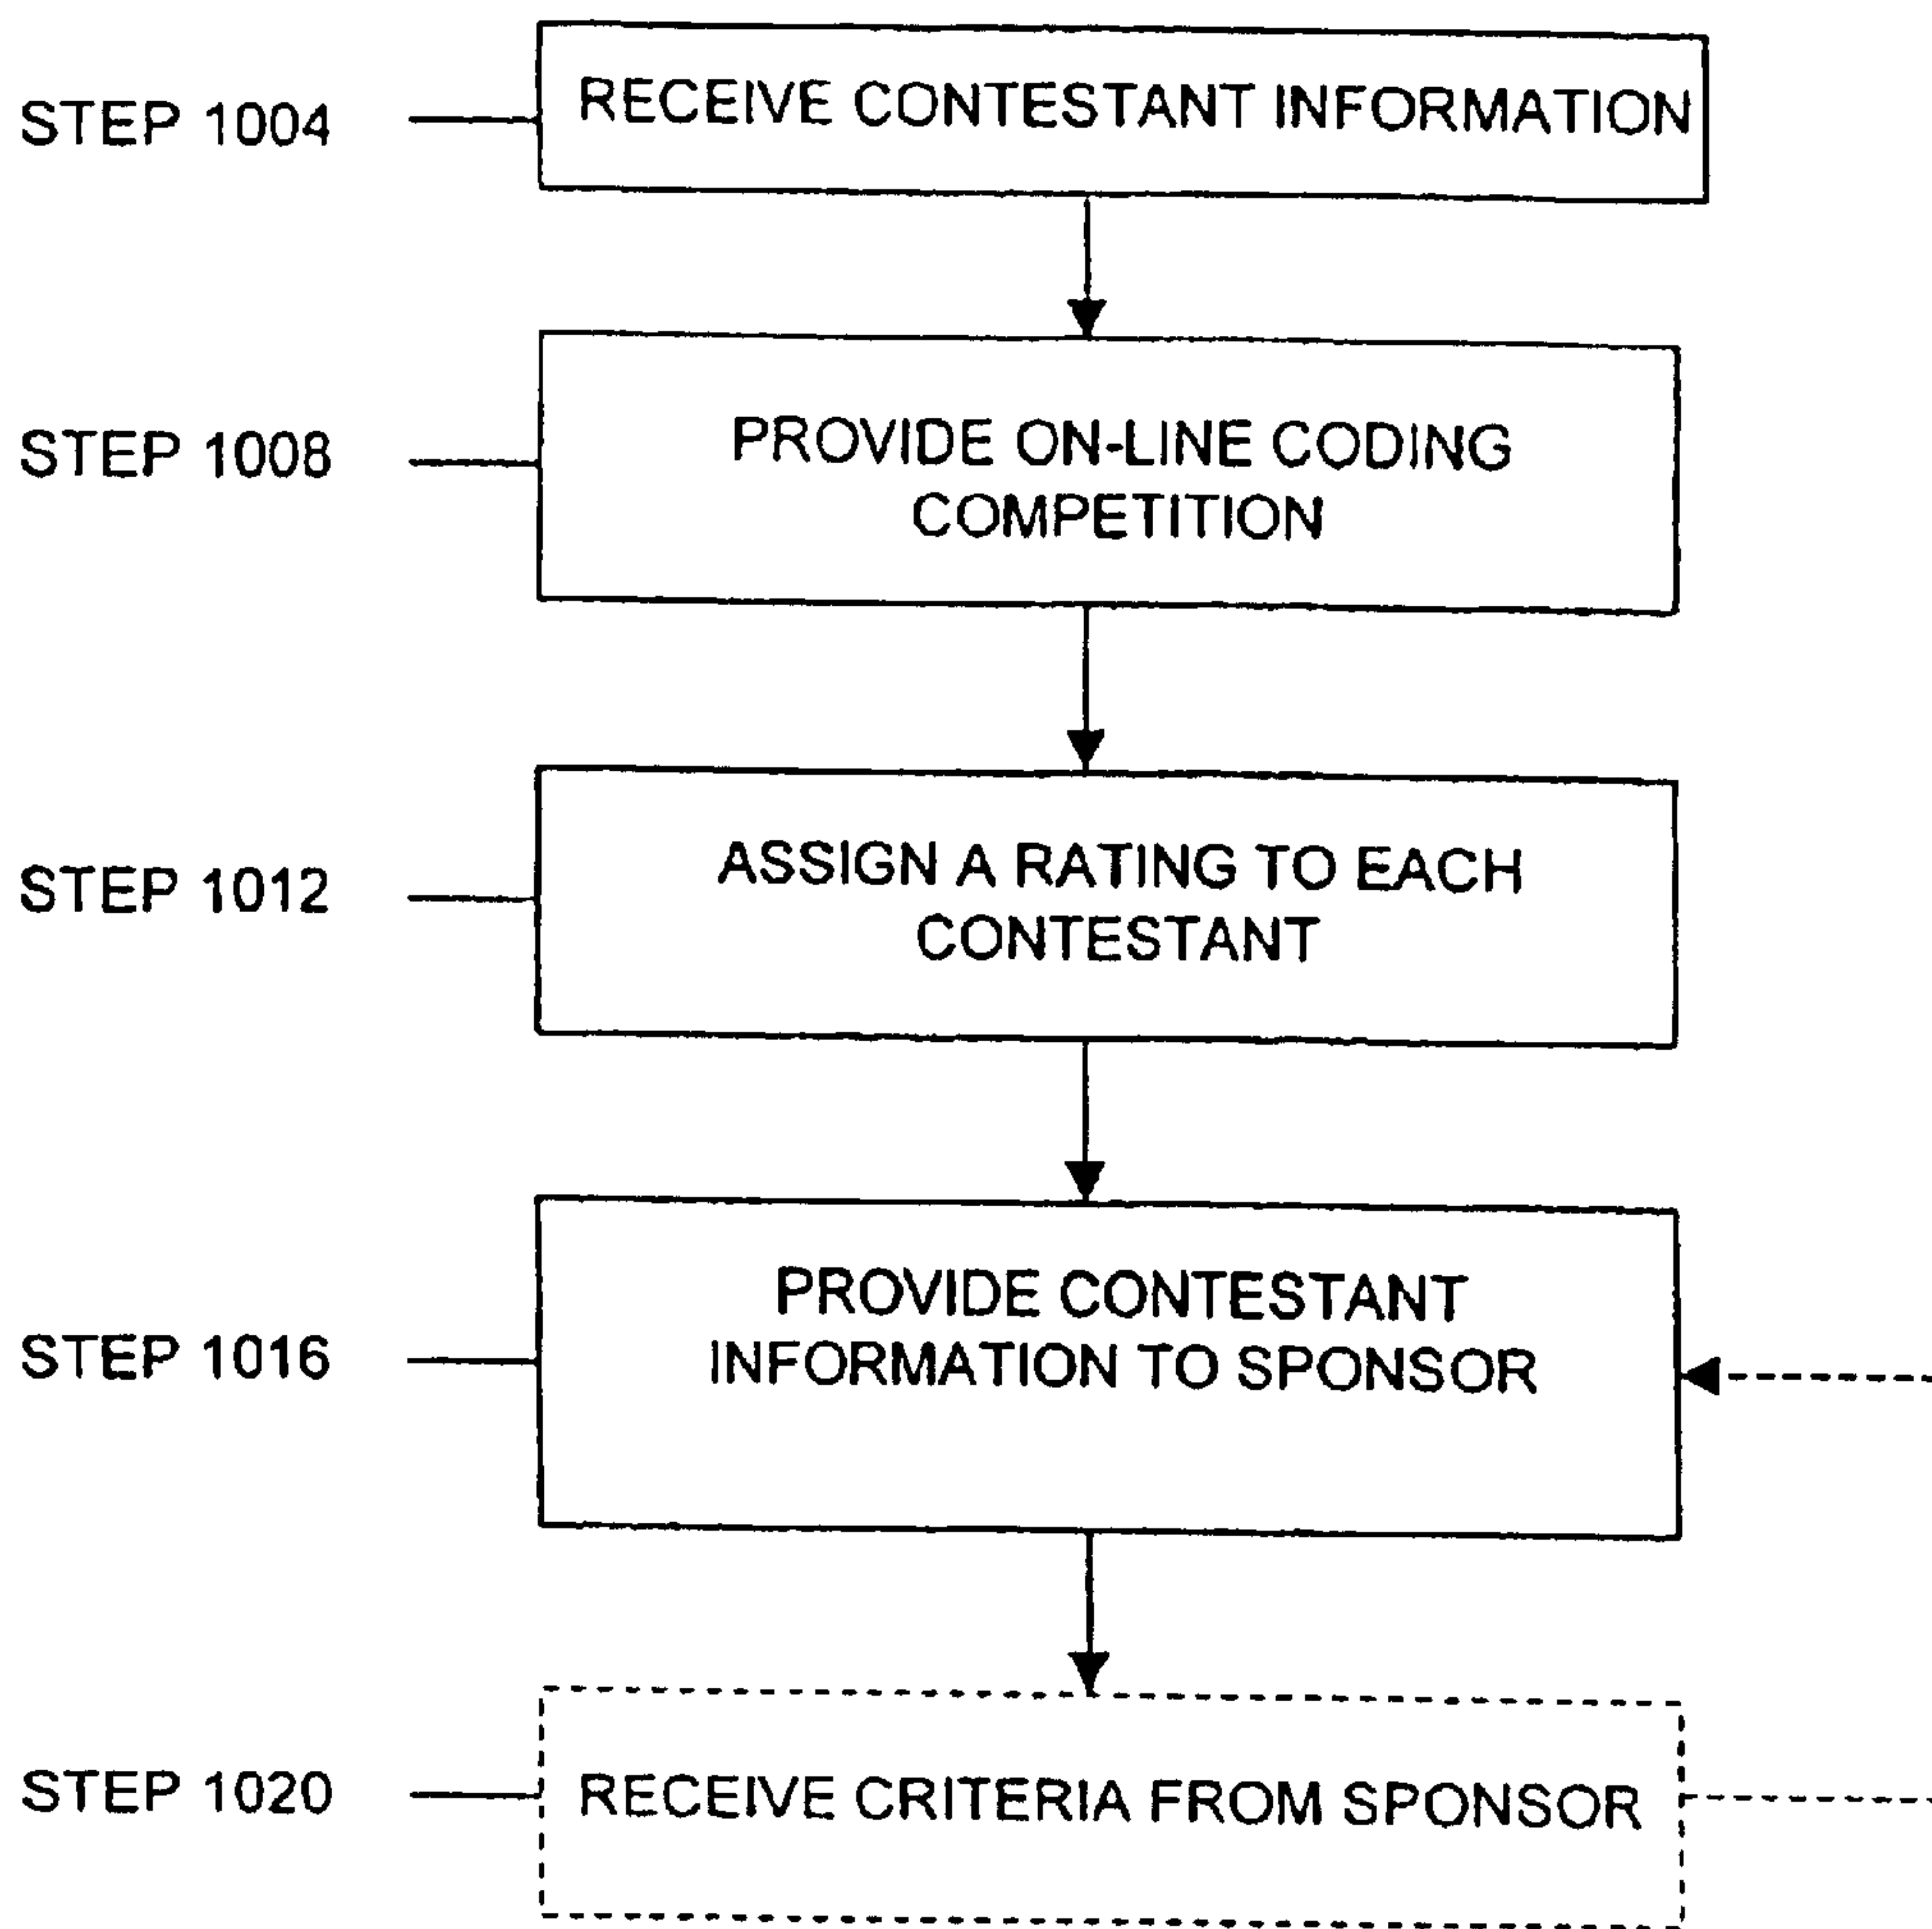 STEP 1004
RECEIVE CONTESTANT INFORMATION
STEP 1008
PROVIDE ON-LINE CODING
COMPETITION
STEP 1012
ASSIGN A RATING TO EACH
CONTESTANT
STEP 1016
PROVIDE CONTESTANT
INFORMATION TO SPONSOR
STEP 1020
RECEIVE CRITERIA FROM SPONSOR